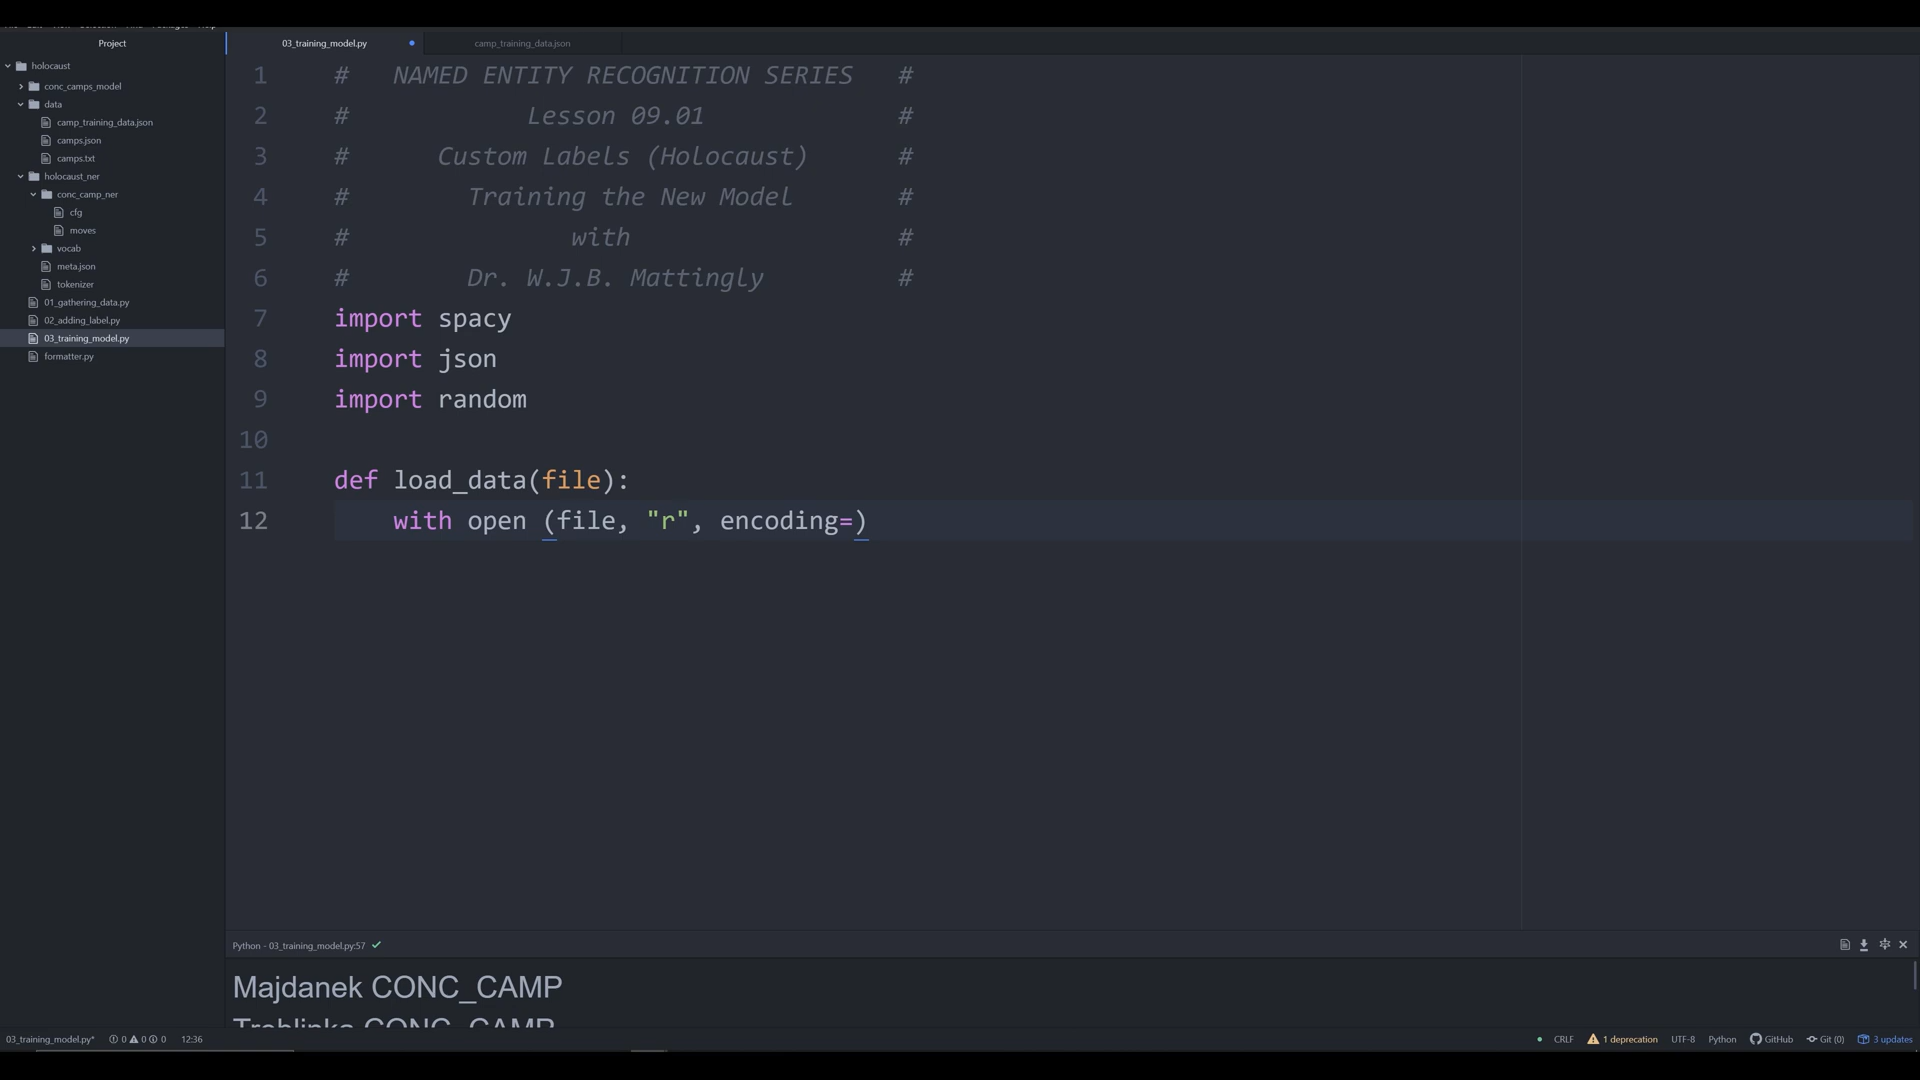 Project
holocaust
conc_camps_model
data
camp_training_data.json
camps.json
camps.txt
holocaust_ner
conc_camp_ner
cfg
moves
vocab
meta.json
tokenizer
01_gathering_data.py
02_adding_label.py
03_training_model.py
formatter.py
03_training_model.py
camp_training_data.json
1 # NAMED ENTITY RECOGNITION SERIES #
2 # Lesson 09.01 #
3 # Custom Labels (Holocaust) #
4 # Training the New Model #
5 # with #
6 # Dr. W.J.B. Mattingly #
7 import spacy
8 import json
9 import random
10
11 def load_data(file):
12 with open (file, "r", encoding=)
Python - 03_training_model.py:57
Majdanek CONC_CAMP
Treblinka CONC_CAMP
03_training_model.py* 0 0 0 12:36 CRLF 1 deprecation UTF-8 Python GitHub Git (0) 3 updates